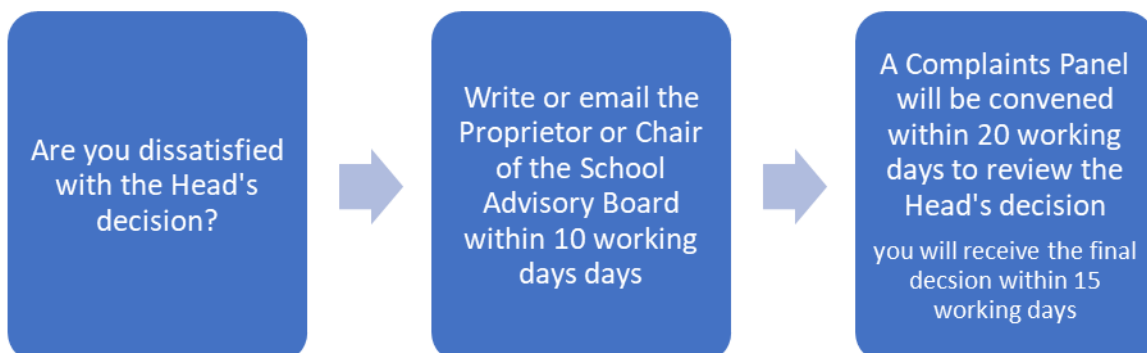 Are you dissatisfied
with the Head's
decision?
Write or email the
Proprietor or Chair
of the School
Advisory Board
within 10 working
days days
A Complaints Panel
will be convened
within 20 working
days to review the
Head's decision
you will receive the final
decsion within 15
working days